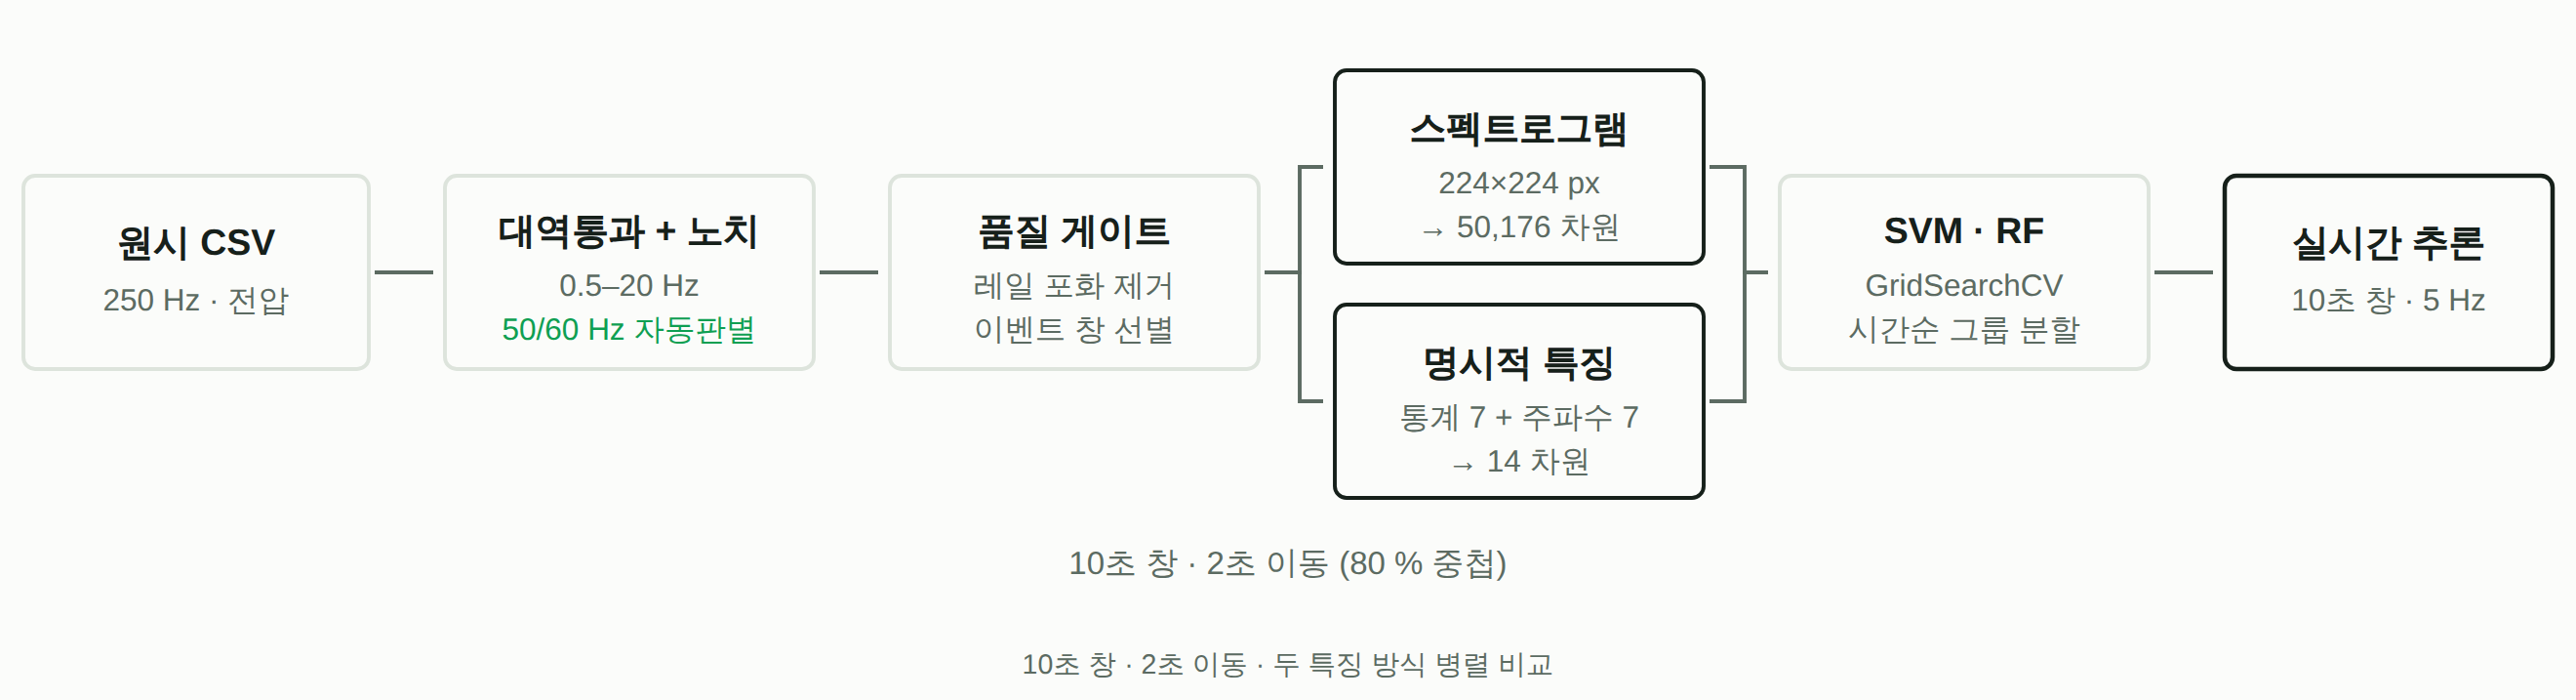 원시 CSV
250 Hz · 전압
대역통과 + 노치
0.5–20 Hz
50/60 Hz 자동판별
품질 게이트
레일 포화 제거
이벤트 창 선별
스펙트로그램
224×224 px
→ 50,176 차원
명시적 특징
통계 7 + 주파수 7
→ 14 차원
SVM · RF
GridSearchCV
시간순 그룹 분할
실시간 추론
10초 창 · 5 Hz
10초 창 · 2초 이동 (80 % 중첩)
10초 창 · 2초 이동 · 두 특징 방식 병렬 비교